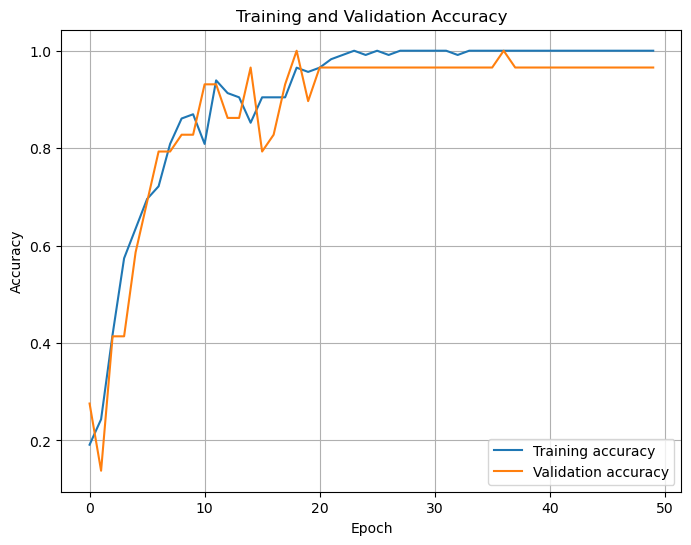 Training and Validation Accuracy
1.0
0.8
0.6
0.4
0.2
Accuracy
0
10
20
30
40
50
Epoch
Training accuracy
Validation accuracy